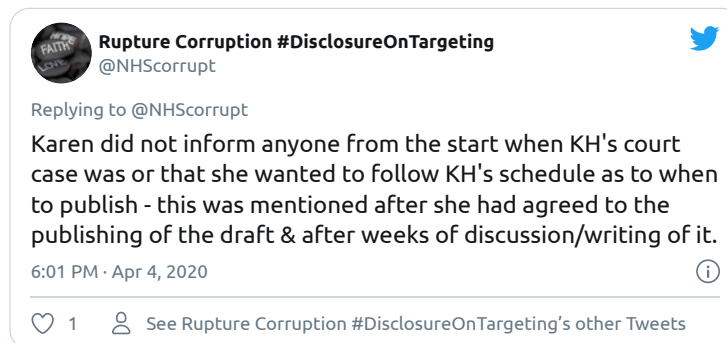 Rupture Corruption #DisclosureOnTargeting
@NHScorrupt
FAITH
LOVE
Replying to @NHScorrupt
Karen did not inform anyone from the start when KH's court
case was or that she wanted to follow KH's schedule as to when
to publish - this was mentioned after she had agreed to the
publishing of the draft & after weeks of discussion/writing of it.
6:01 PM · Apr 4, 2020
1 See Rupture Corruption #DisclosureOnTargeting’s other Tweets